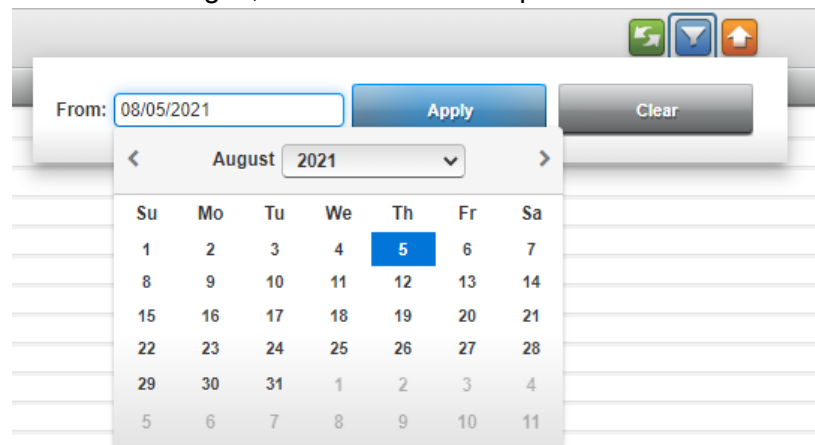 From: 08/05/2021 Apply Clear
August 2021
Su Mo Tu We Th Fr Sa
1 2 3 4 5 6 7
8 9 10 11 12 13 14
15 16 17 18 19 20 21
22 23 24 25 26 27 28
29 30 31 1 2 3 4
5 6 7 8 9 10 11